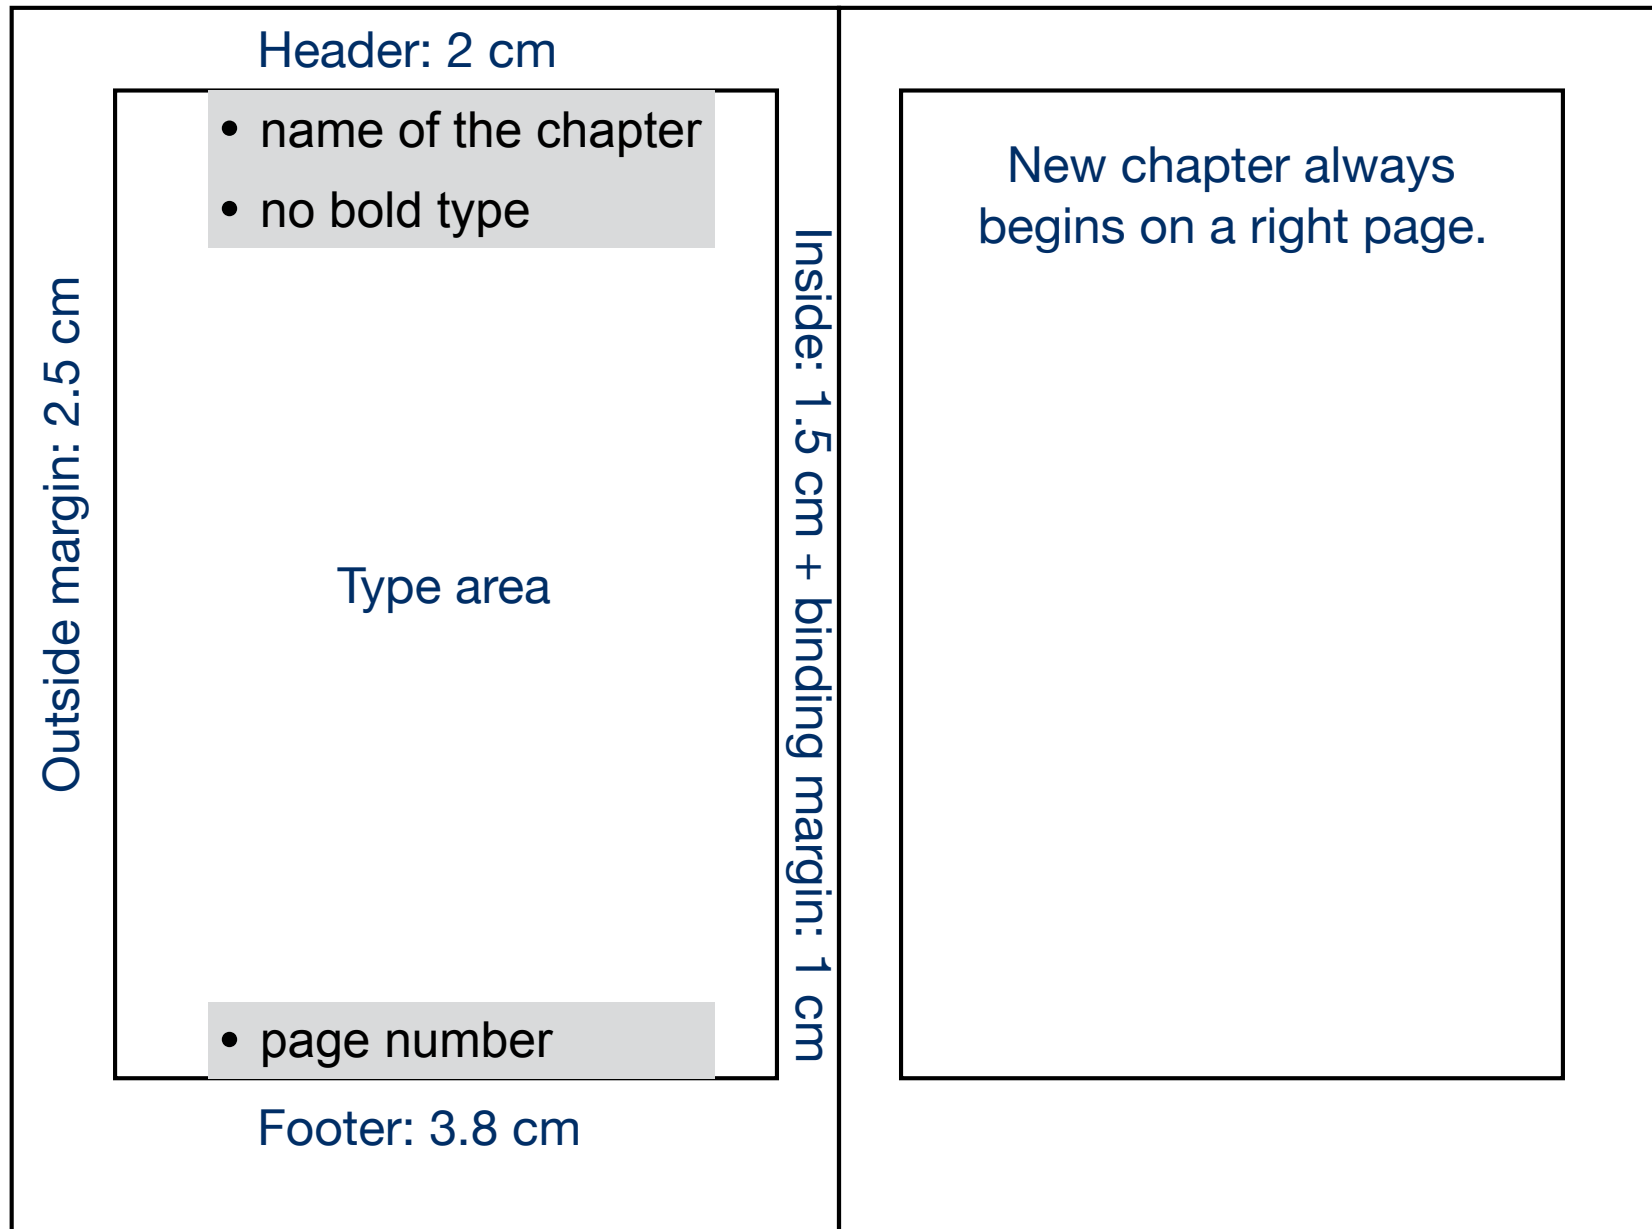 Header: 2 cm
• name of the chapter
• no bold type
Outside margin: 2.5 cm
Type area
Inside: 1.5 cm + binding margin: 1 cm
• page number
Footer: 3.8 cm
New chapter always
begins on a right page.